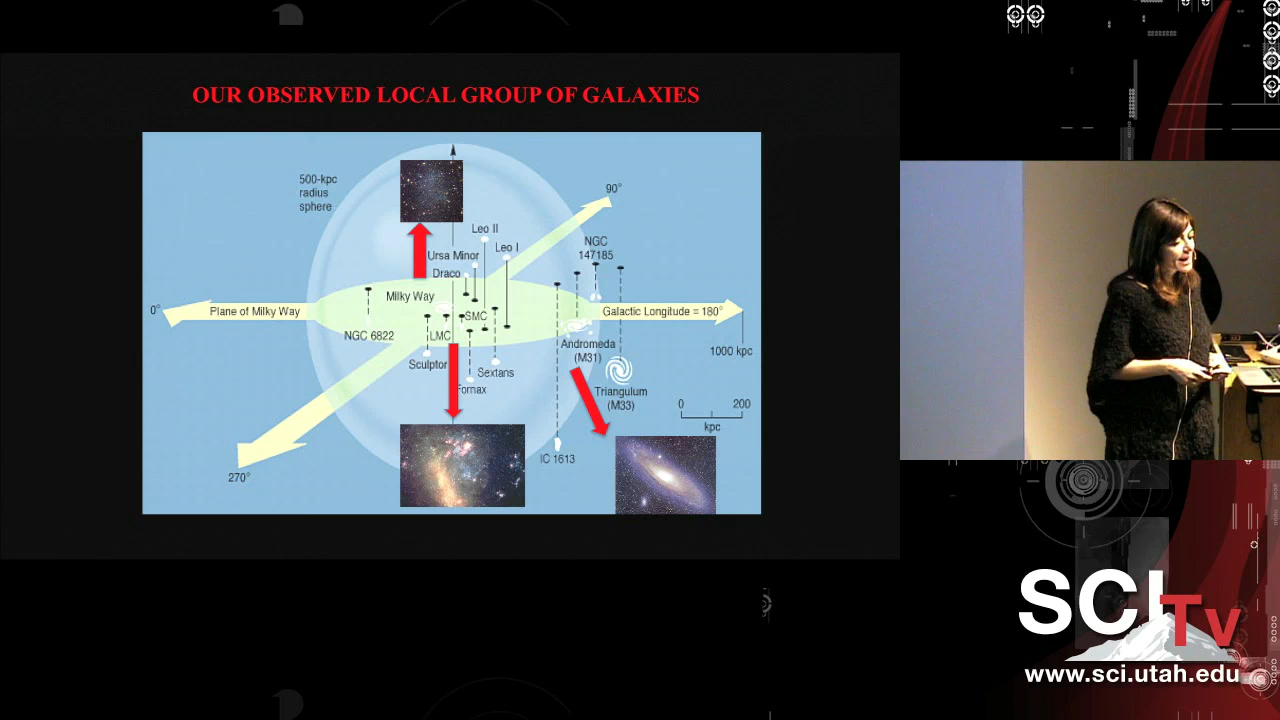 OUR OBSERVED LOCAL GROUP OF GALAXIES
500-kpc
radius
sphere
90°
Leo II
Leo I
NGC
147185
Ursa Minor
Draco
Milky Way
0°
Plane of Milky Way
SMC
Galactic Longitude = 180°
NGC 6822
LMC
Andromeda
(M31)
1000 kpc
Sculptor
Sextans
Fornax
Triangulum
(M33)
0
200
kpc
IC 1613
270°
SCI
TV
www.sci.utah.edu